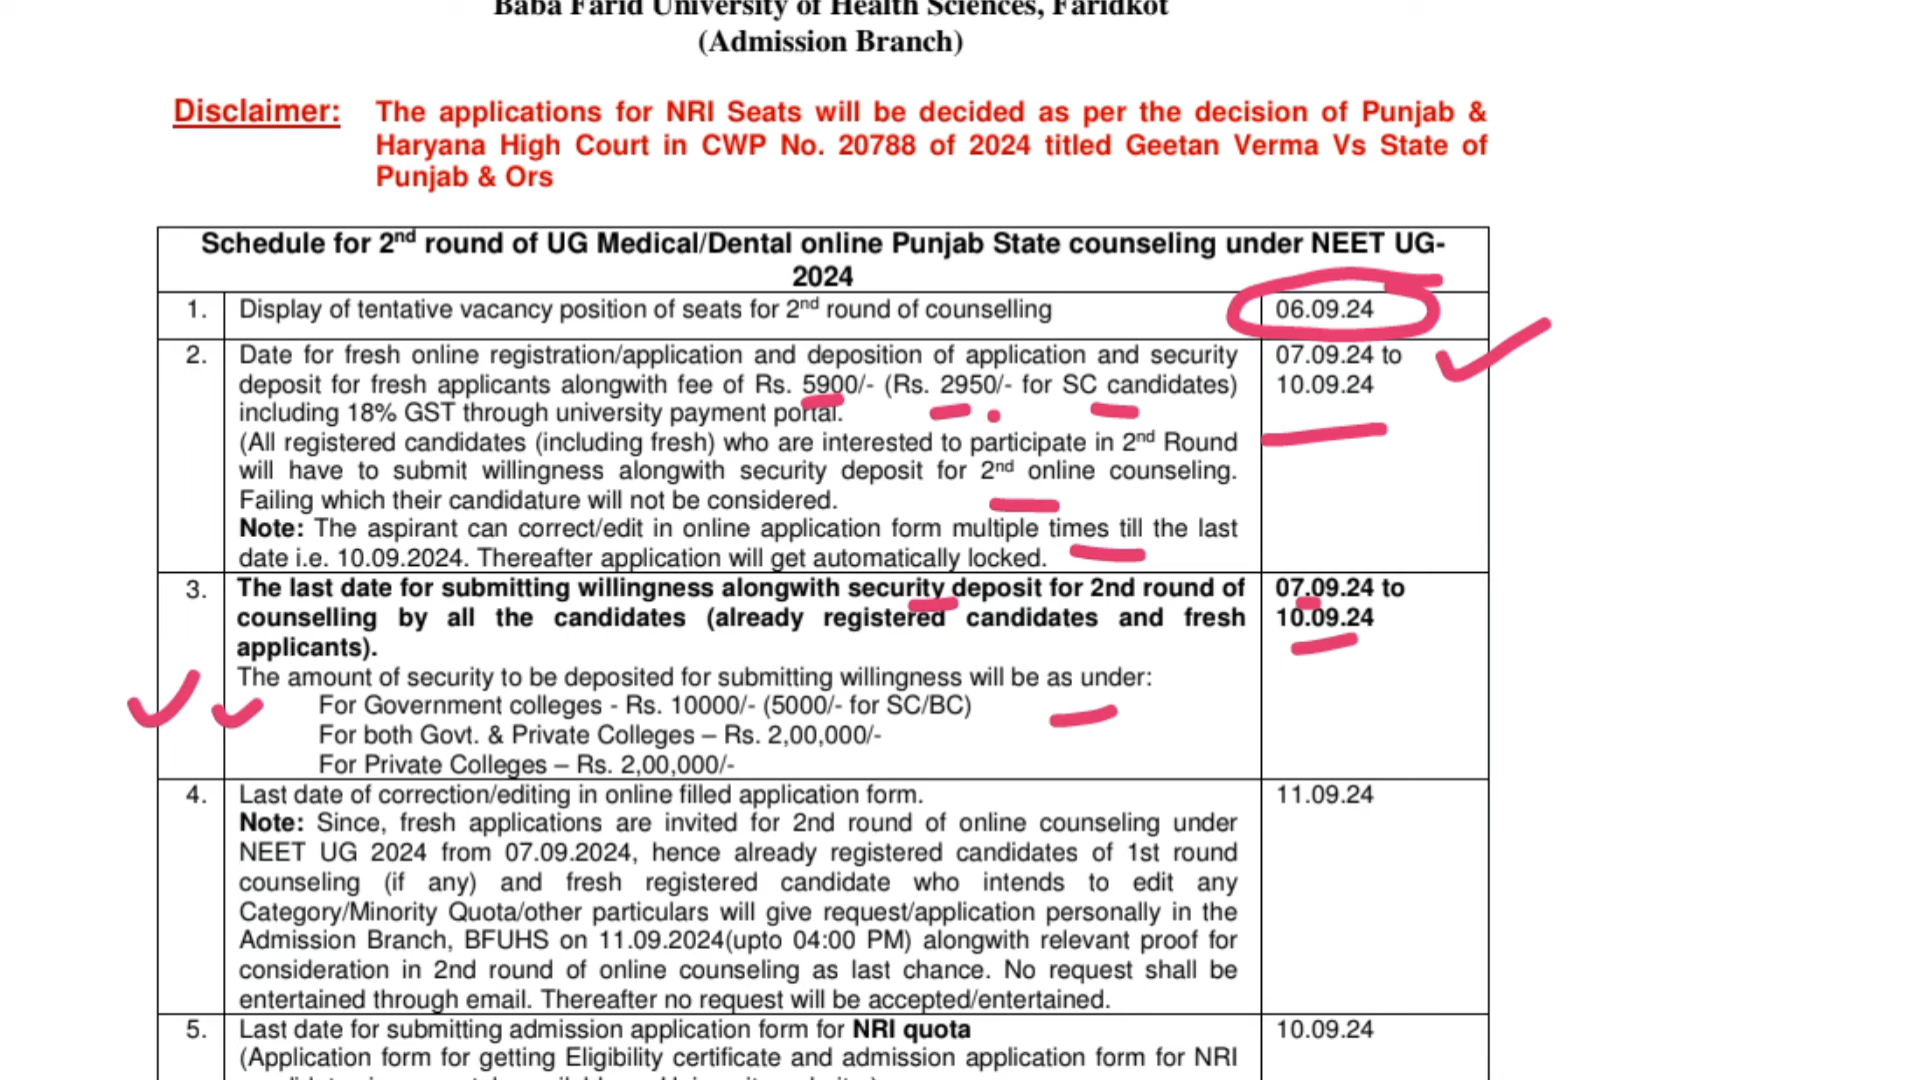 Baba Farid University of Health Sciences, Faridkot
(Admission Branch)
Disclaimer: The applications for NRI Seats will be decided as per the decision of Punjab &
Haryana High Court in CWP No. 20788 of 2024 titled Geetan Verma Vs State of
Punjab & Ors
Schedule for 2nd round of UG Medical/Dental online Punjab State counseling under NEET UG-
2024
1. Display of tentative vacancy position of seats for 2nd round of counselling 06.09.24
2. Date for fresh online registration/application and deposition of application and security 07.09.24 to
deposit for fresh applicants alongwith fee of Rs. 5900/- (Rs. 2950/- for SC candidates) 10.09.24
including 18% GST through university payment portal.
(All registered candidates (including fresh) who are interested to participate in 2nd Round
will have to submit willingness alongwith security deposit for 2nd online counseling.
Failing which their candidature will not be considered.
Note: The aspirant can correct/edit in online application form multiple times till the last
date i.e. 10.09.2024. Thereafter application will get automatically locked.
3. The last date for submitting willingness alongwith security deposit for 2nd round of 07.09.24 to
counselling by all the candidates (already registered candidates and fresh 10.09.24
applicants).
The amount of security to be deposited for submitting willingness will be as under:
For Government colleges - Rs. 10000/- (5000/- for SC/BC)
For both Govt. & Private Colleges – Rs. 2,00,000/-
For Private Colleges – Rs. 2,00,000/-
4. Last date of correction/editing in online filled application form. 11.09.24
Note: Since, fresh applications are invited for 2nd round of online counseling under
NEET UG 2024 from 07.09.2024, hence already registered candidates of 1st round
counseling (if any) and fresh registered candidate who intends to edit any
Category/Minority Quota/other particulars will give request/application personally in the
Admission Branch, BFUHS on 11.09.2024(upto 04:00 PM) alongwith relevant proof for
consideration in 2nd round of online counseling as last chance. No request shall be
entertained through email. Thereafter no request will be accepted/entertained.
5. Last date for submitting admission application form for NRI quota 10.09.24
(Application form for getting Eligibility certificate and admission application form for NRI